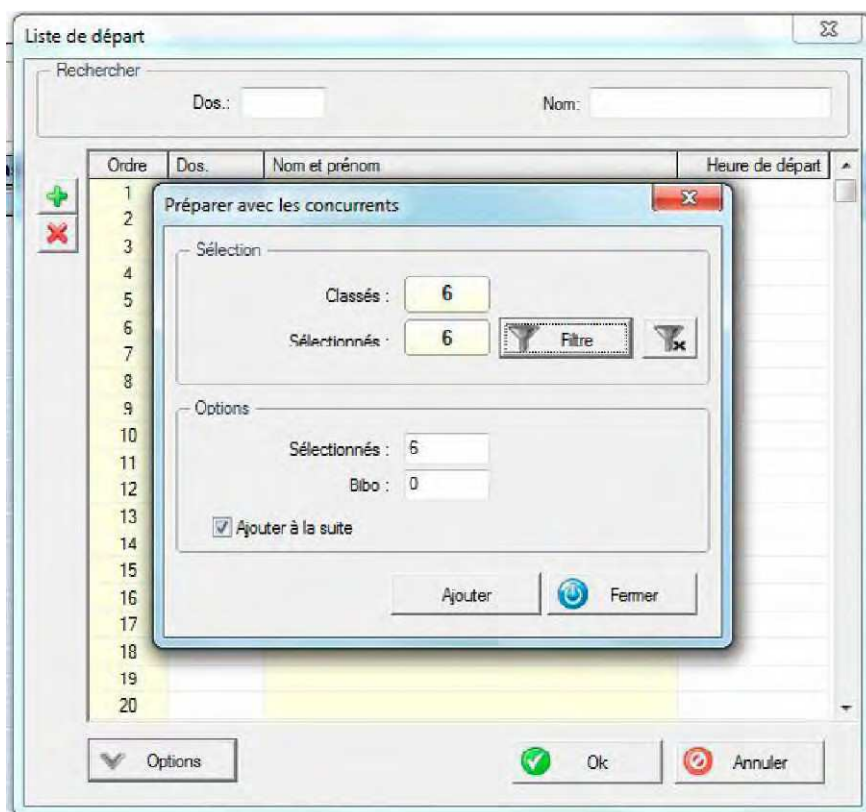 Liste de départ
Rechercher
Dos.: Nom:
Ordre Dos. Nom et prénom Heure de départ
1
2
3
4
5
6
7
8
9
10
11
12
13
14
15
16
17
18
19
20
Préparer avec les concurrents
Sélection
Classés : 6
Sélectionnés : 6 Filtre
Options
Sélectionnés : 6
Bibo : 0
Ajouter à la suite
Ajouter Fermer
Options Ok Annuler